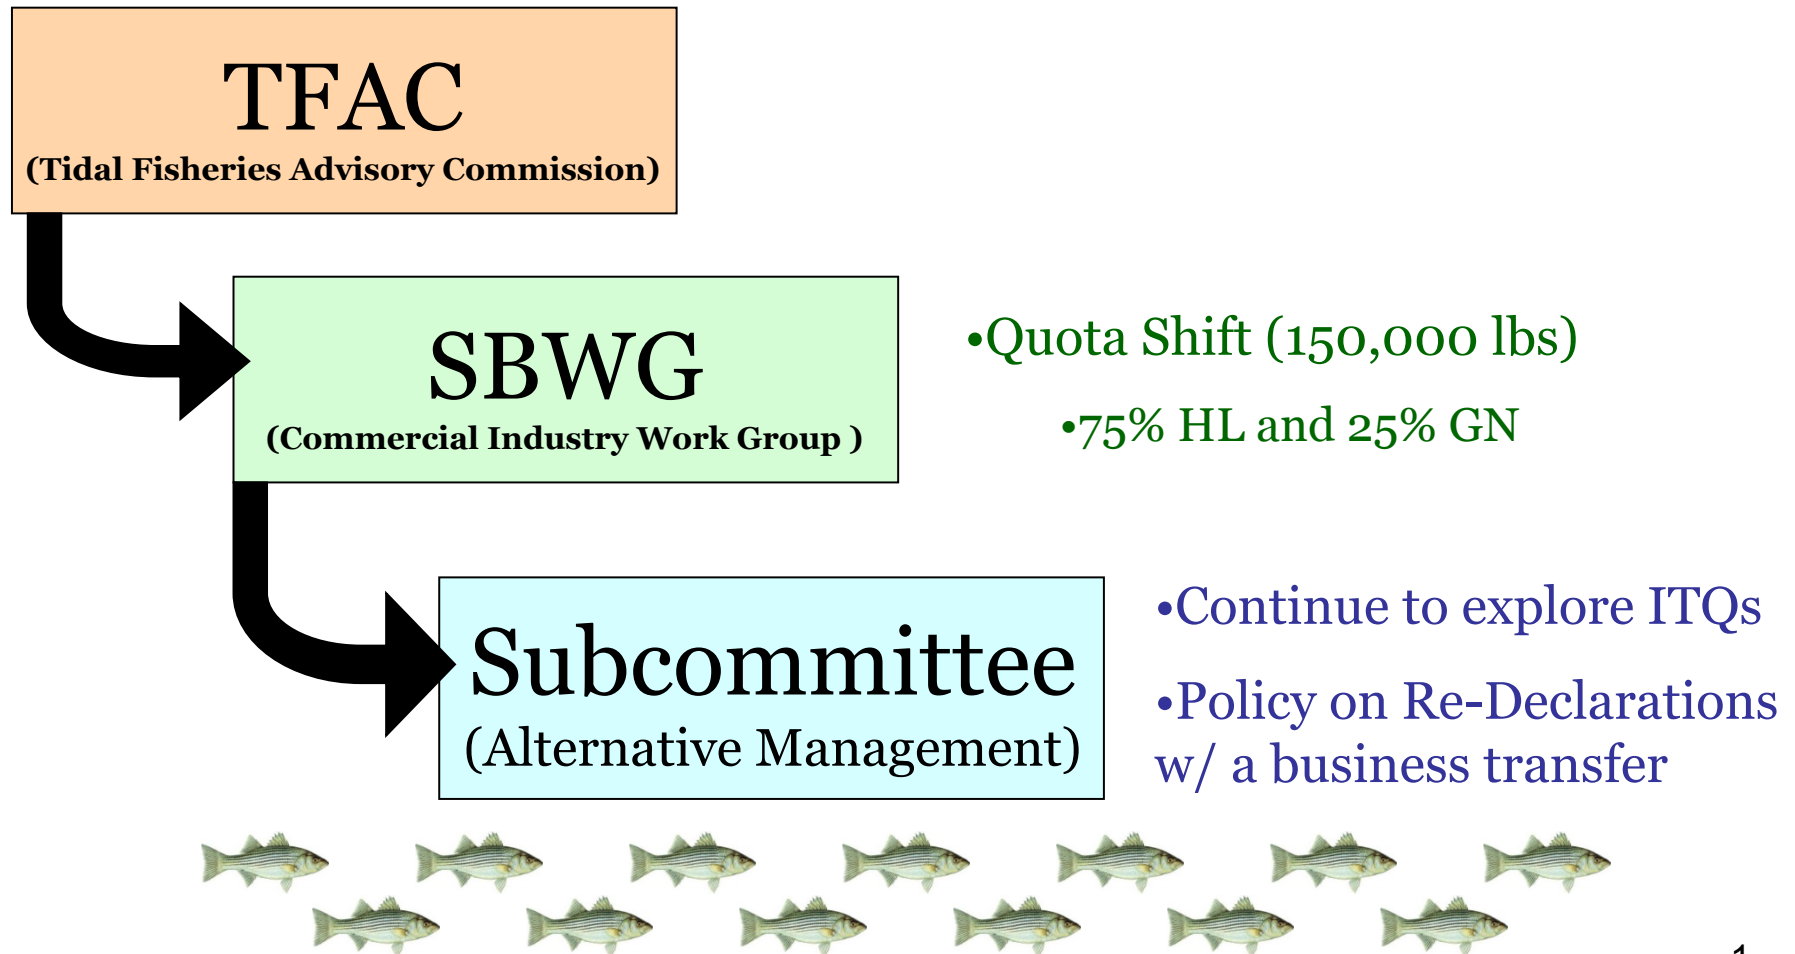 TFAC
(Tidal Fisheries Advisory Commission)
SBWG
(Commercial Industry Work Group )
•Quota Shift (150,000 lbs)
•75% HL and 25% GN
Subcommittee
(Alternative Management)
•Continue to explore ITQs
•Policy on Re-Declarations
w/ a business transfer
1